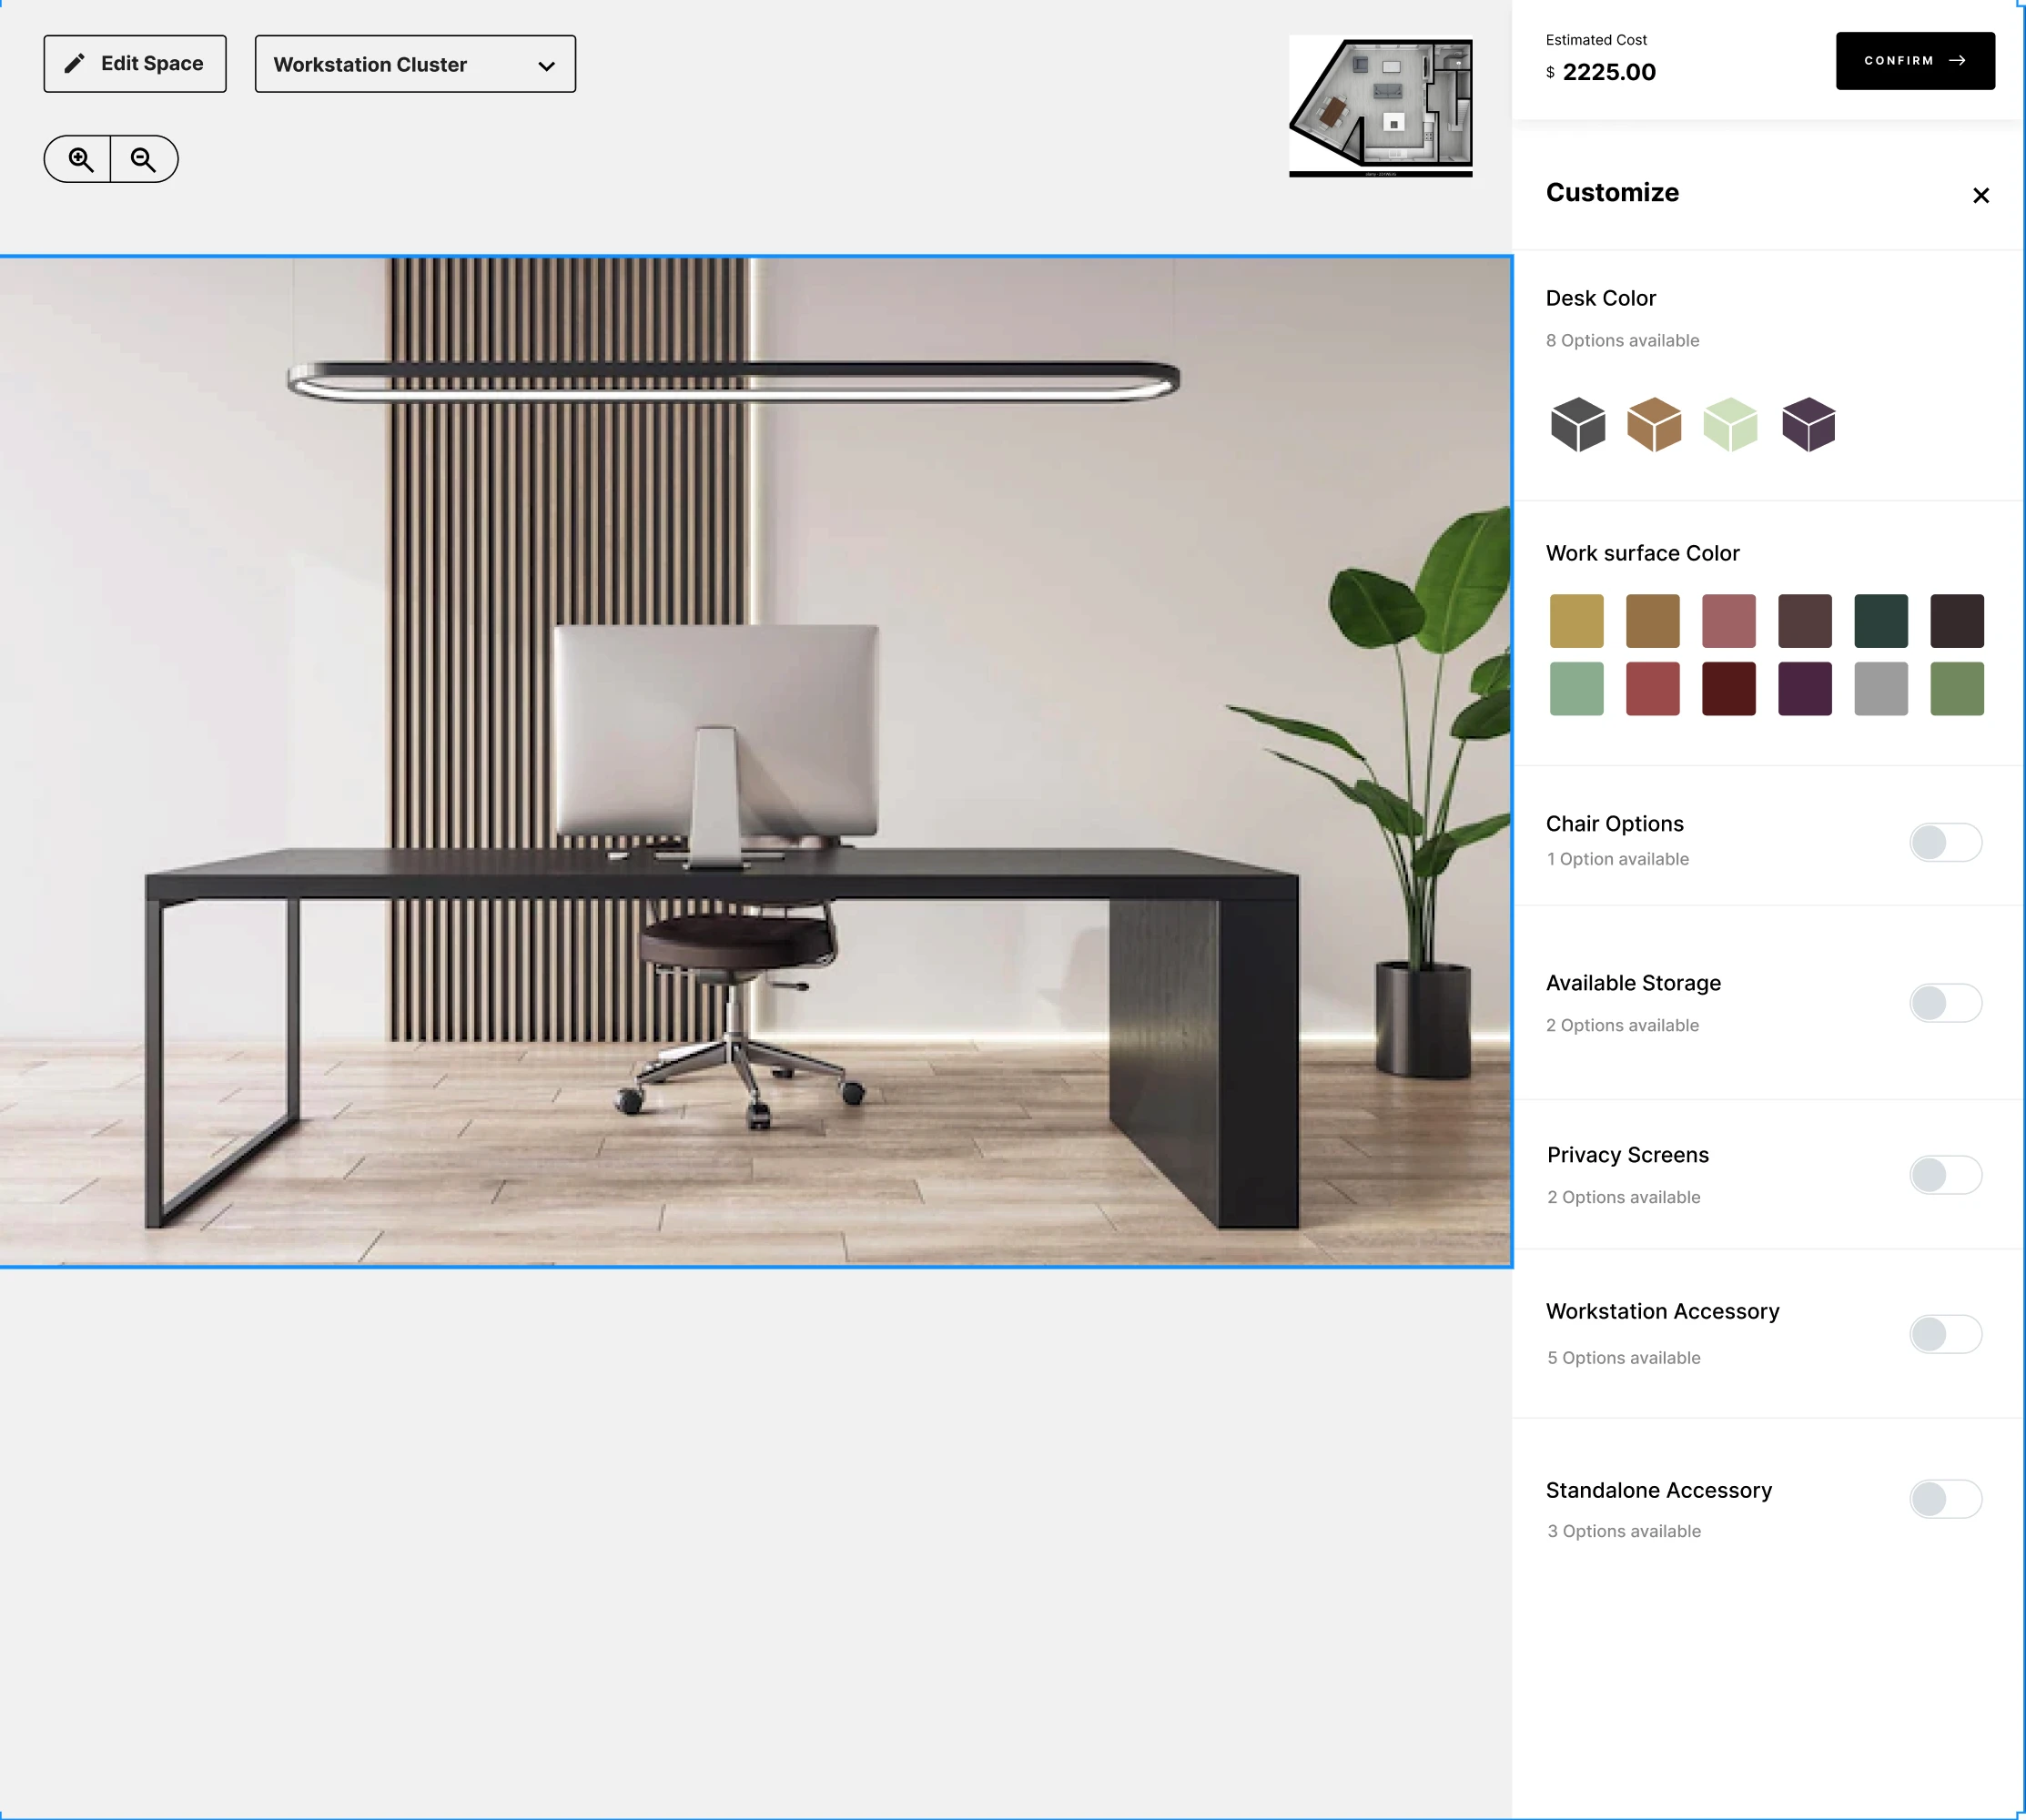 Edit Space
Workstation Cluster
Estimated Cost
$ 2225.00
CONFIRM
Customize
Desk Color
8 Options available
Work surface Color
Chair Options
1 Option available
Available Storage
2 Options available
Privacy Screens
2 Options available
Workstation Accessory
5 Options available
Standalone Accessory
3 Options available